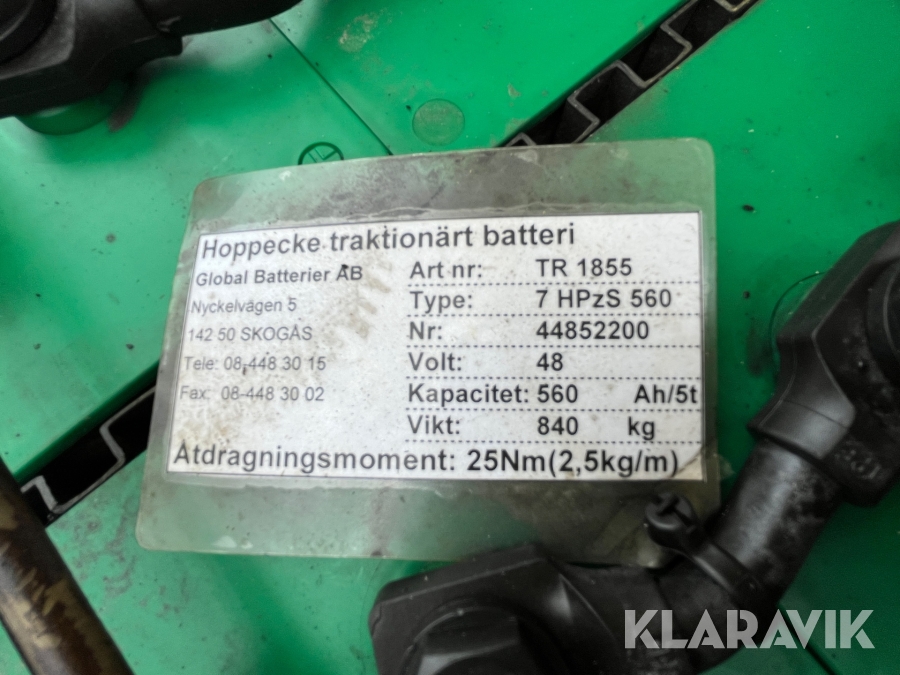 Hoppecke traktionärt batteri
Global Batterier AB
Nyckelvägen 5
142 50 SKOGÅS
Tele: 08-448 30 15
Fax: 08-448 30 02
Art nr: TR 1855
Type: 7 HPzS 560
Nr: 44852200
Volt: 48
Kapacitet: 560 Ah/5t
Vikt: 840 kg
Åtdragningsmoment: 25Nm(2,5kg/m)
KLARAVIK